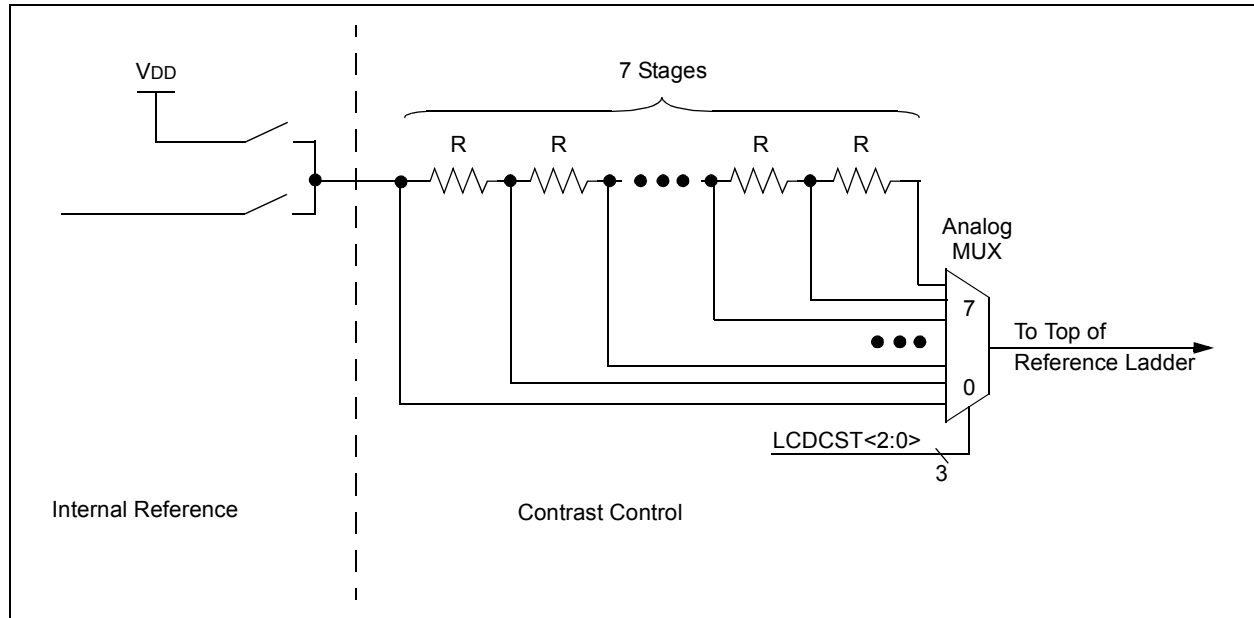 VDD
7 Stages
R
R
R
R
Analog
MUX
7
To Top of
Reference Ladder
0
LCDCST<2:0>
3
Internal Reference
Contrast Control